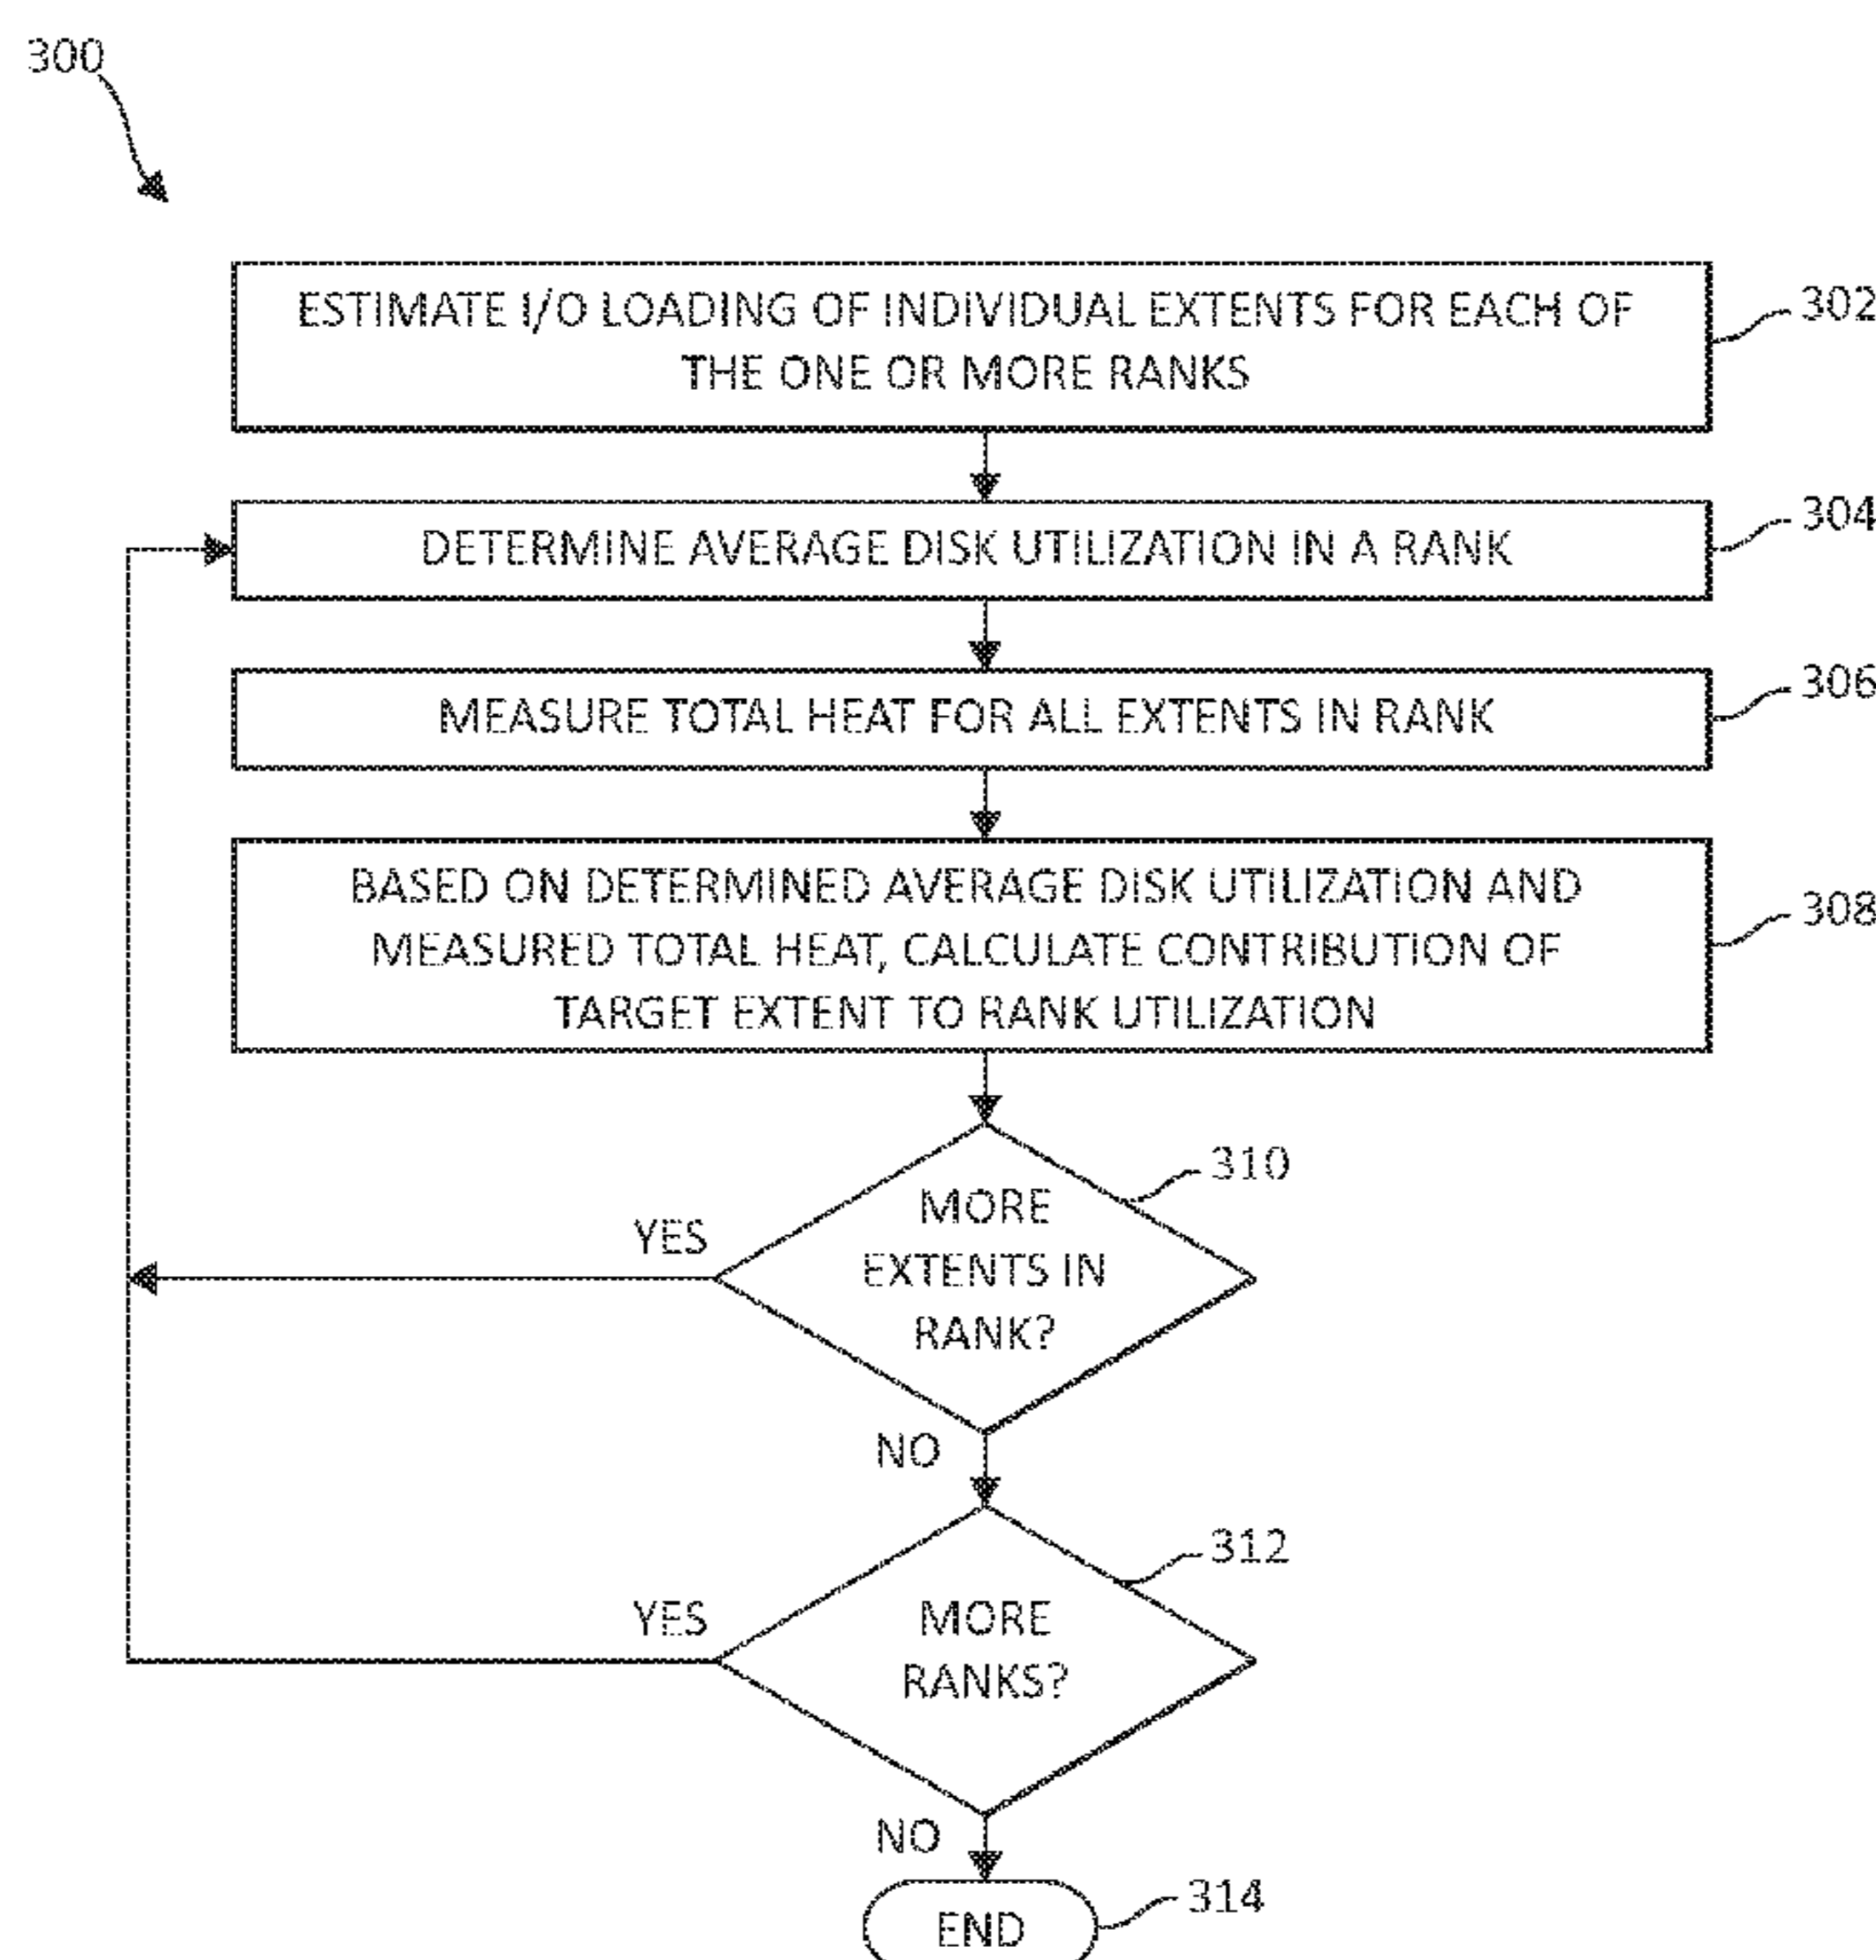 300
ESTIMATE I/O LOADING OF INDIVIDUAL EXTENTS FOR EACH OF
THE ONE OR MORE RANKS
302
DETERMINE AVERAGE DISK UTILIZATION IN A RANK
304
MEASURE TOTAL HEAT FOR ALL EXTENTS IN RANK
306
BASED ON DETERMINED AVERAGE DISK UTILIZATION AND
MEASURED TOTAL HEAT, CALCULATE CONTRIBUTION OF
TARGET EXTENT TO RANK UTILIZATION
308
MORE
EXTENTS IN
RANK?
310
YES
NO
MORE
RANKS?
312
YES
NO
END
314